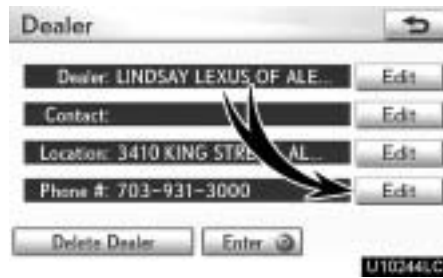 Dealer
Dealer: LINDSAY LEXUS OF ALE... Edit
Contact: Edit
Location: 3410 KING STRE AL... Edit
Phone #: 703-931-3000 Edit
Delete Dealer Enter
U10244LC